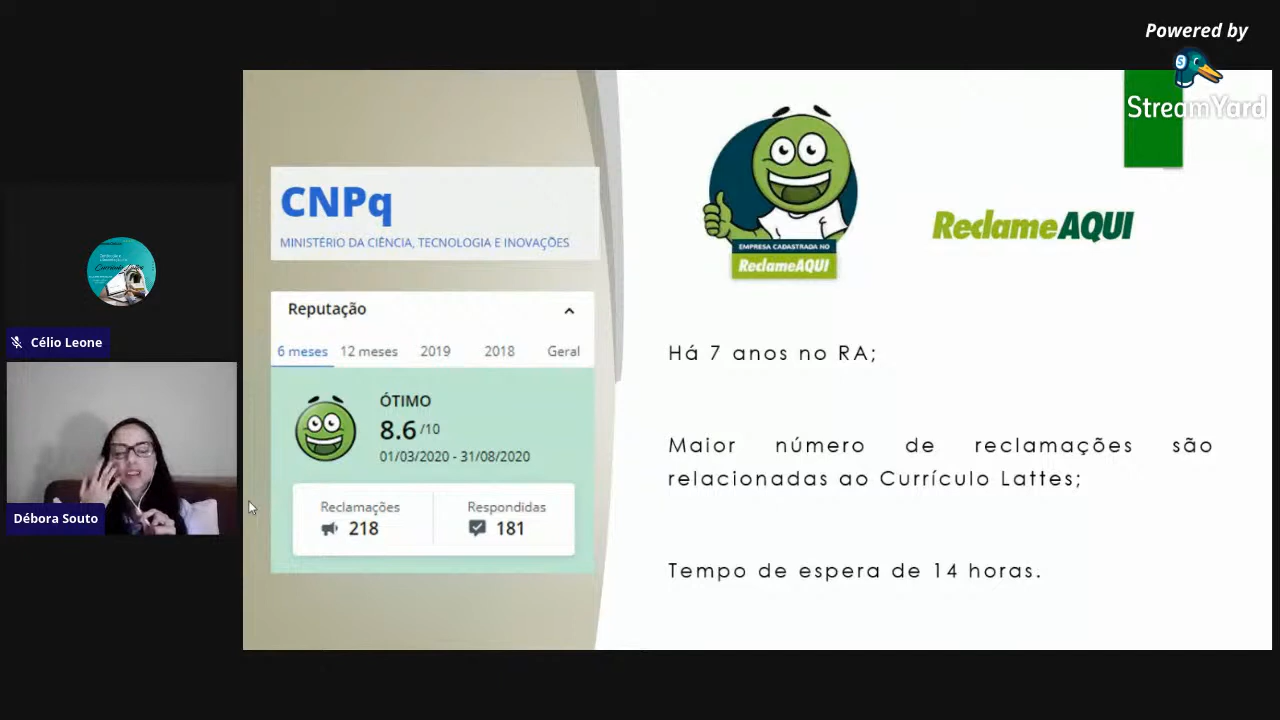 Powered by
StreamYard
CNPq
MINISTÉRIO DA CIÊNCIA, TECNOLOGIA E INOVAÇÕES
Reputação
6 meses 12 meses 2019 2018 Geral
ÓTIMO
8.6 /10
01/03/2020 - 31/08/2020
Reclamações Respondidas
218 181
EMPRESA CADASTRADA NO
ReclameAQUI
ReclameAQUI
Há 7 anos no RA;
Maior número de reclamações são
relacionadas ao Currículo Lattes;
Tempo de espera de 14 horas.
Célio Leone
Débora Souto